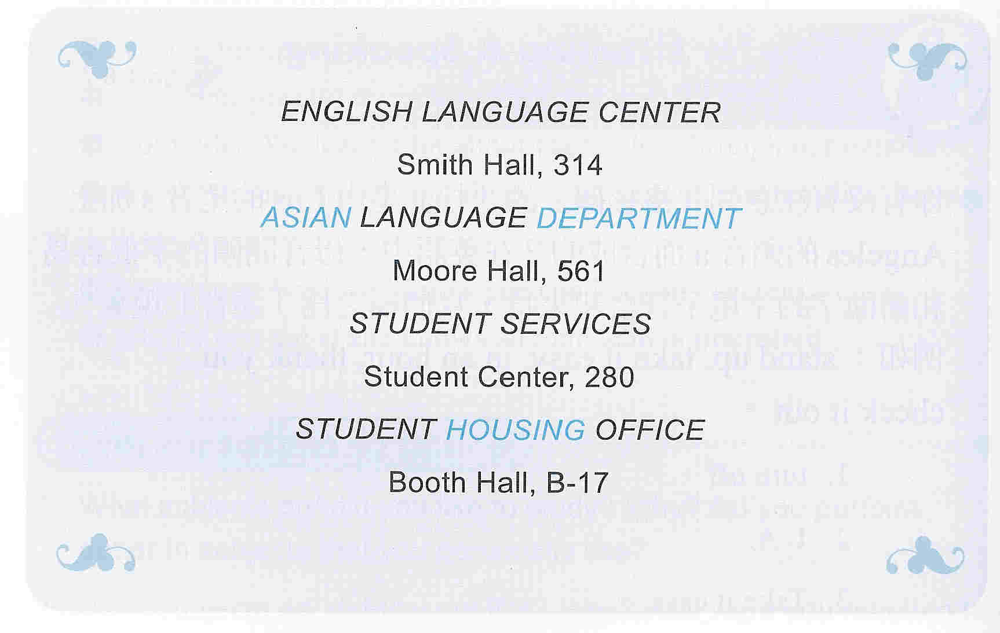 ENGLISH LANGUAGE CENTER
Smith Hall, 314
ASIAN LANGUAGE DEPARTMENT
Moore Hall, 561
STUDENT SERVICES
Student Center, 280
STUDENT HOUSING OFFICE
Booth Hall, B-17